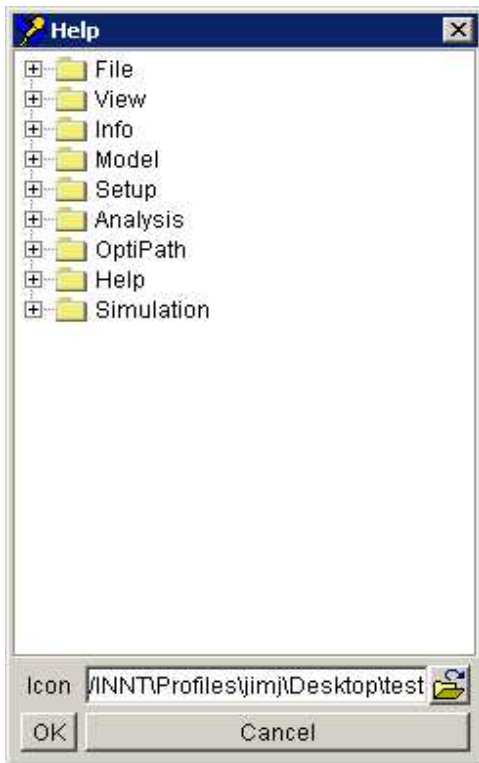 Help
File
View
Info
Model
Setup
Analysis
OptiPath
Help
Simulation
Icon /INNT\Profiles\jimj\Desktop\test
OK Cancel